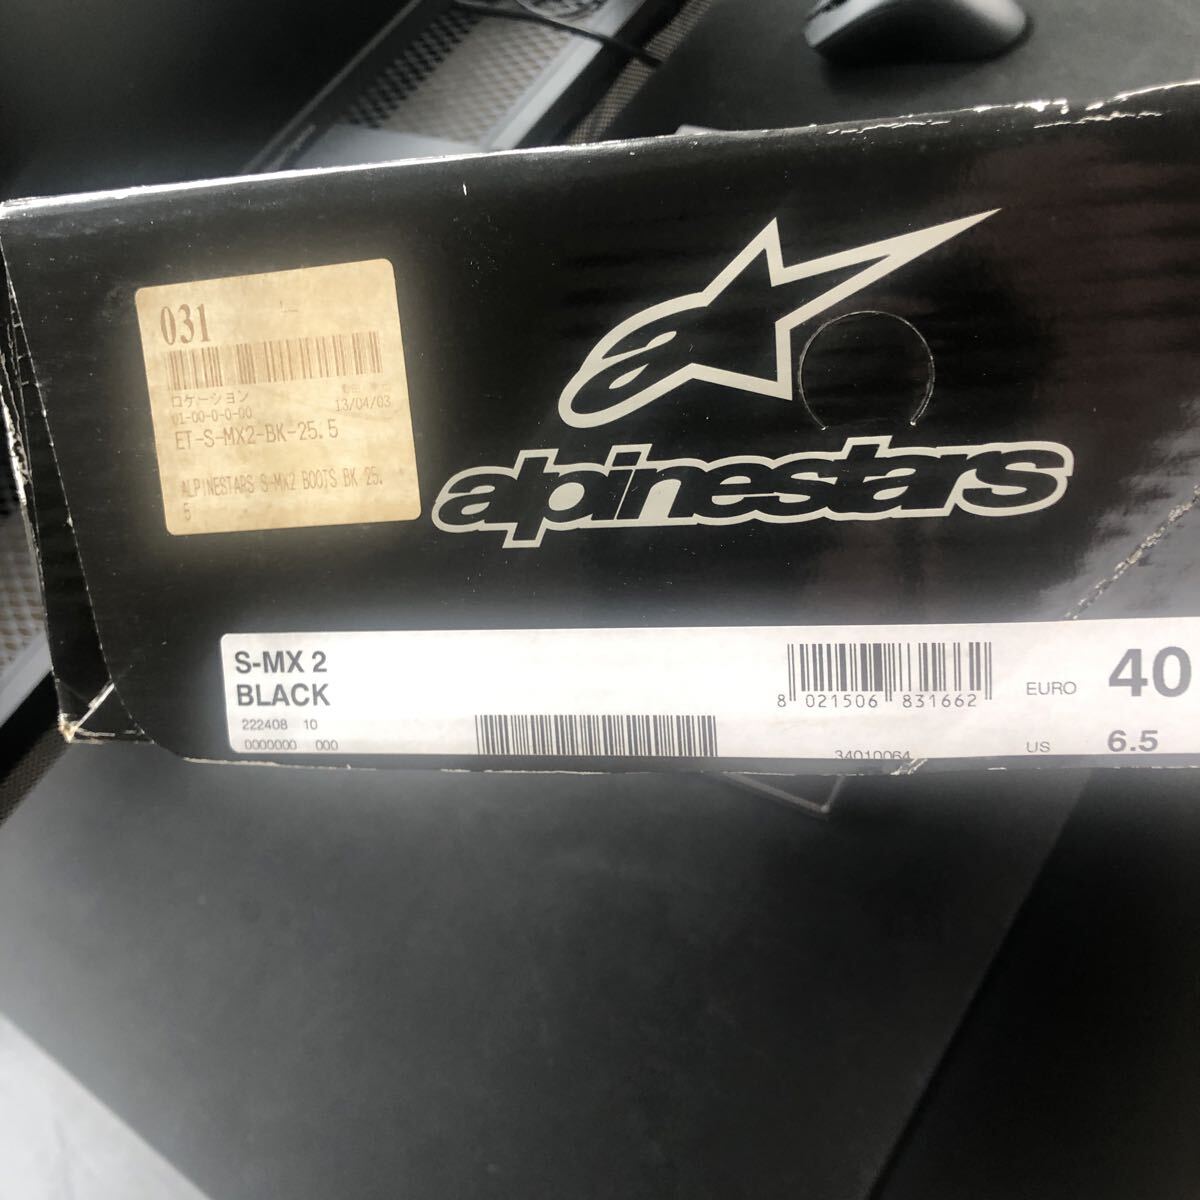 031
ロケーション
01-00-0-0-00
13/04/03
ET-S-MX2-BK-25.5
ALPINESTARS S-MX2 BOOTS BK 25.
5
alpinestars
S-MX 2
BLACK
222408 10
0000000 000
8 021506 831662
34010064
EURO 40
US 6.5